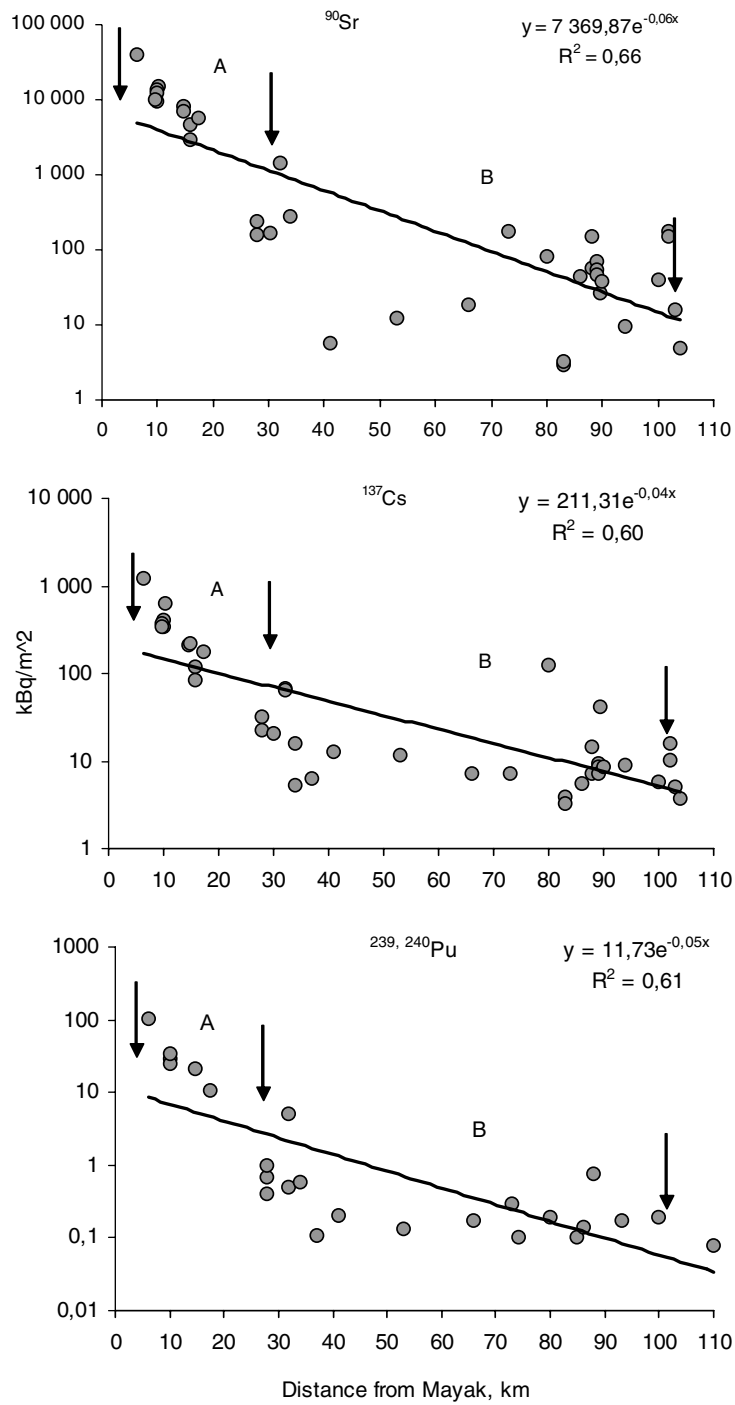 ⁹⁰Sr
y = 7 369,87e^-0,06x
R² = 0,66
100 000
10 000
1 000
100
10
1
A
B
0 10 20 30 40 50 60 70 80 90 100 110
¹³⁷Cs
y = 211,31e^-0,04x
R² = 0,60
10 000
1 000
100
10
1
kBq/m^2
A
B
0 10 20 30 40 50 60 70 80 90 100 110
²³⁹, ²⁴⁰Pu
y = 11,73e^-0,05x
R² = 0,61
1000
100
10
1
0,1
0,01
A
B
0 10 20 30 40 50 60 70 80 90 100 110
Distance from Mayak, km